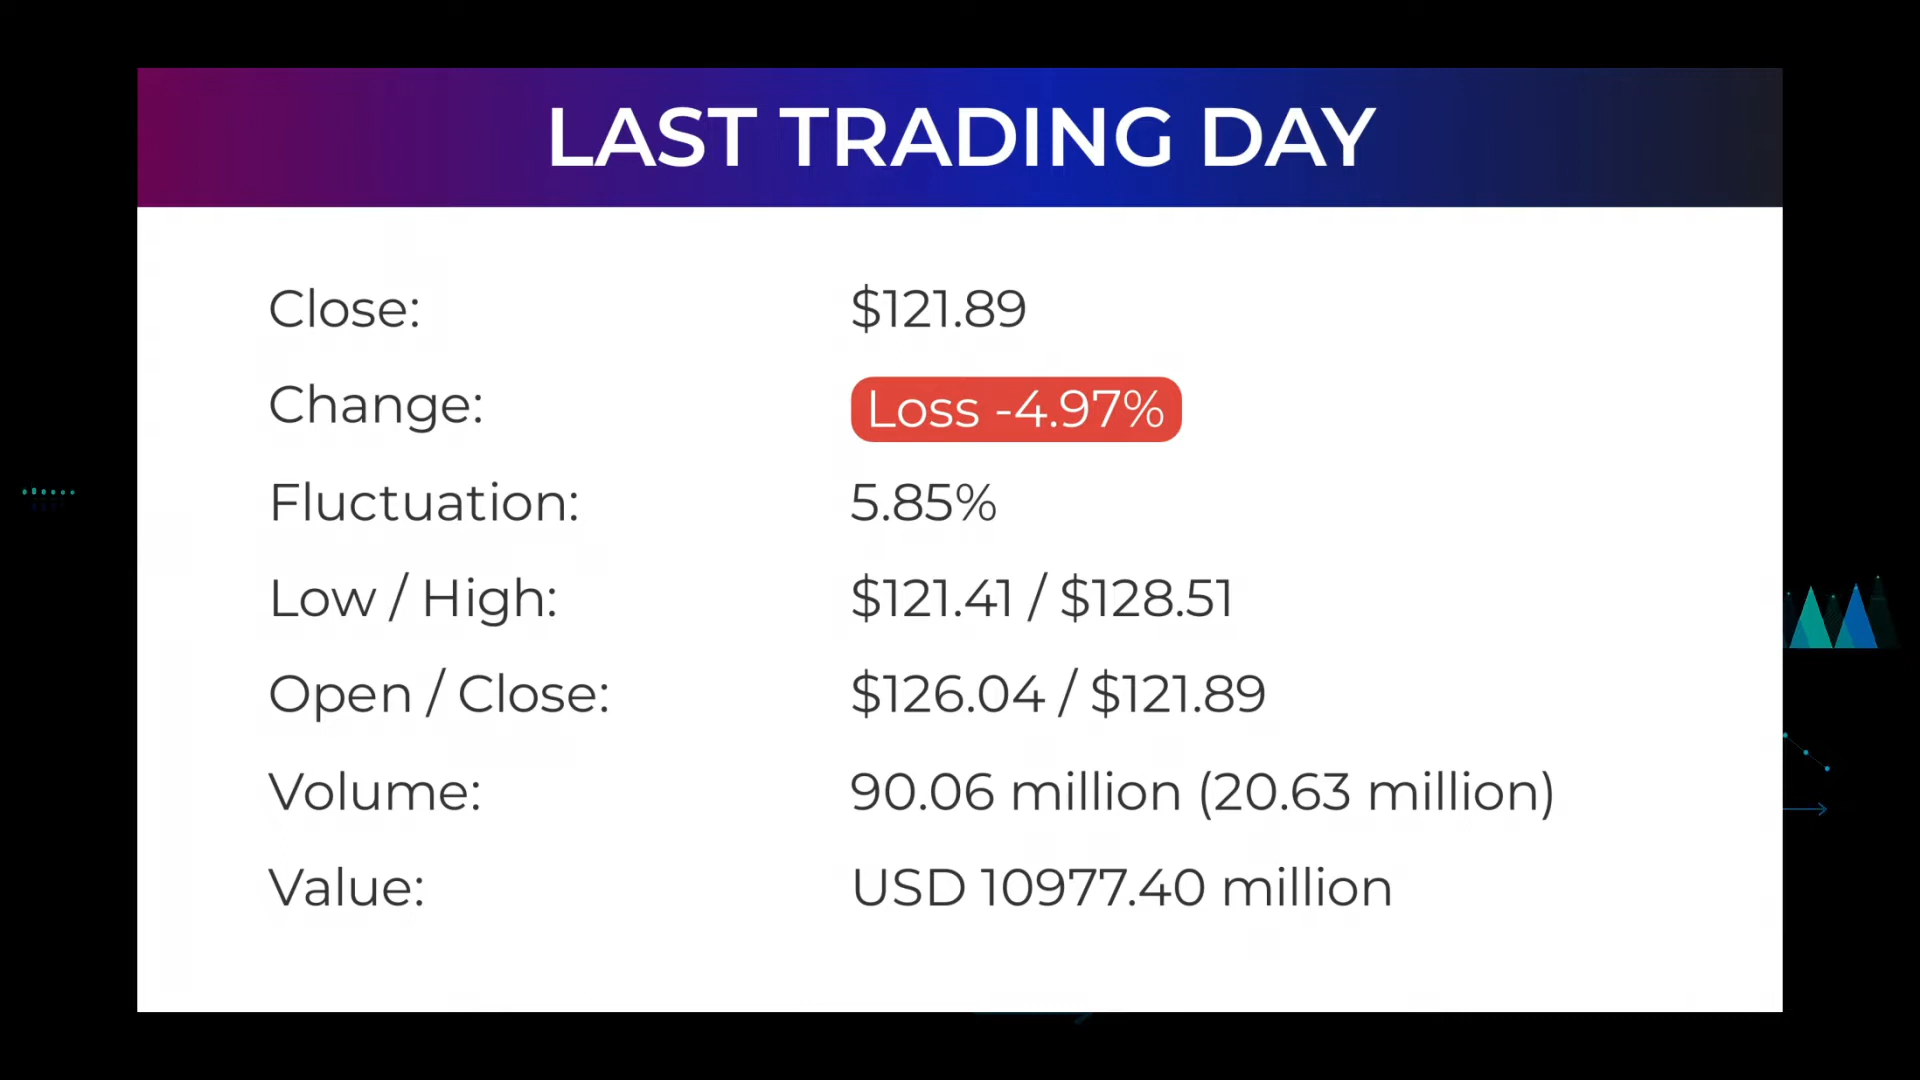 LAST TRADING DAY
Close: $121.89
Change: Loss -4.97%
Fluctuation: 5.85%
Low / High: $121.41 / $128.51
Open / Close: $126.04 / $121.89
Volume: 90.06 million (20.63 million)
Value: USD 10977.40 million